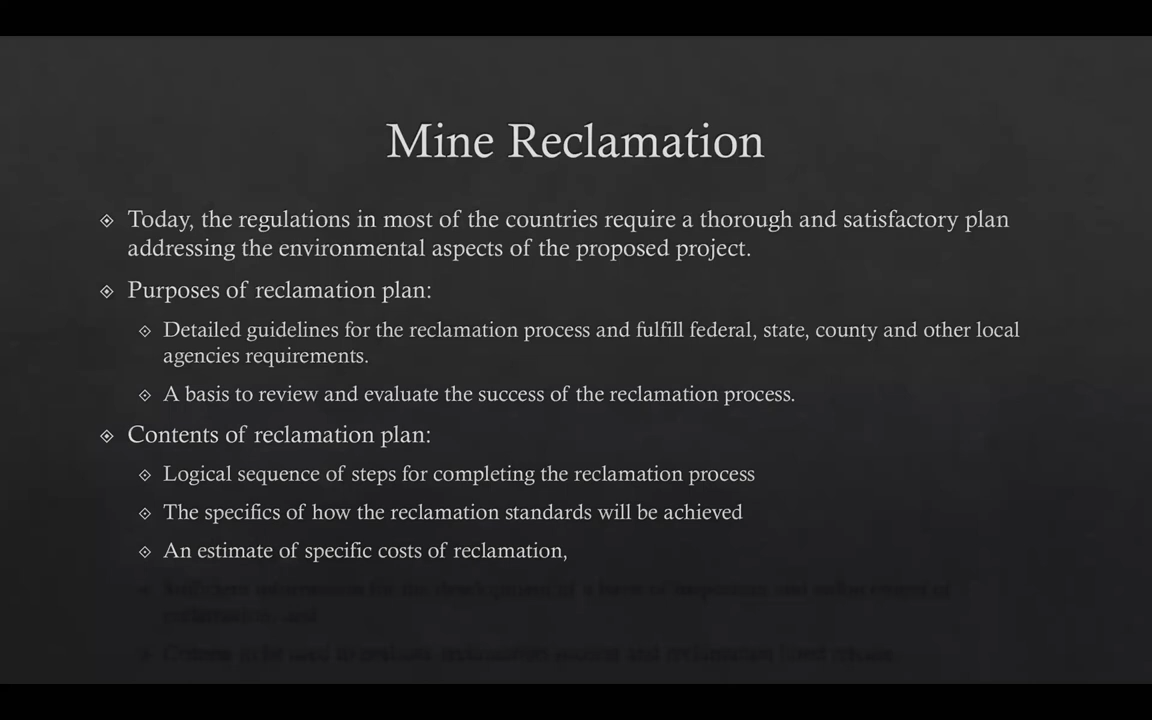 Mine Reclamation
Today, the regulations in most of the countries require a thorough and satisfactory plan
addressing the environmental aspects of the proposed project.
Purposes of reclamation plan:
Detailed guidelines for the reclamation process and fulfill federal, state, county and other local
agencies requirements.
A basis to review and evaluate the success of the reclamation process.
Contents of reclamation plan:
Logical sequence of steps for completing the reclamation process
The specifics of how the reclamation standards will be achieved
An estimate of specific costs of reclamation,